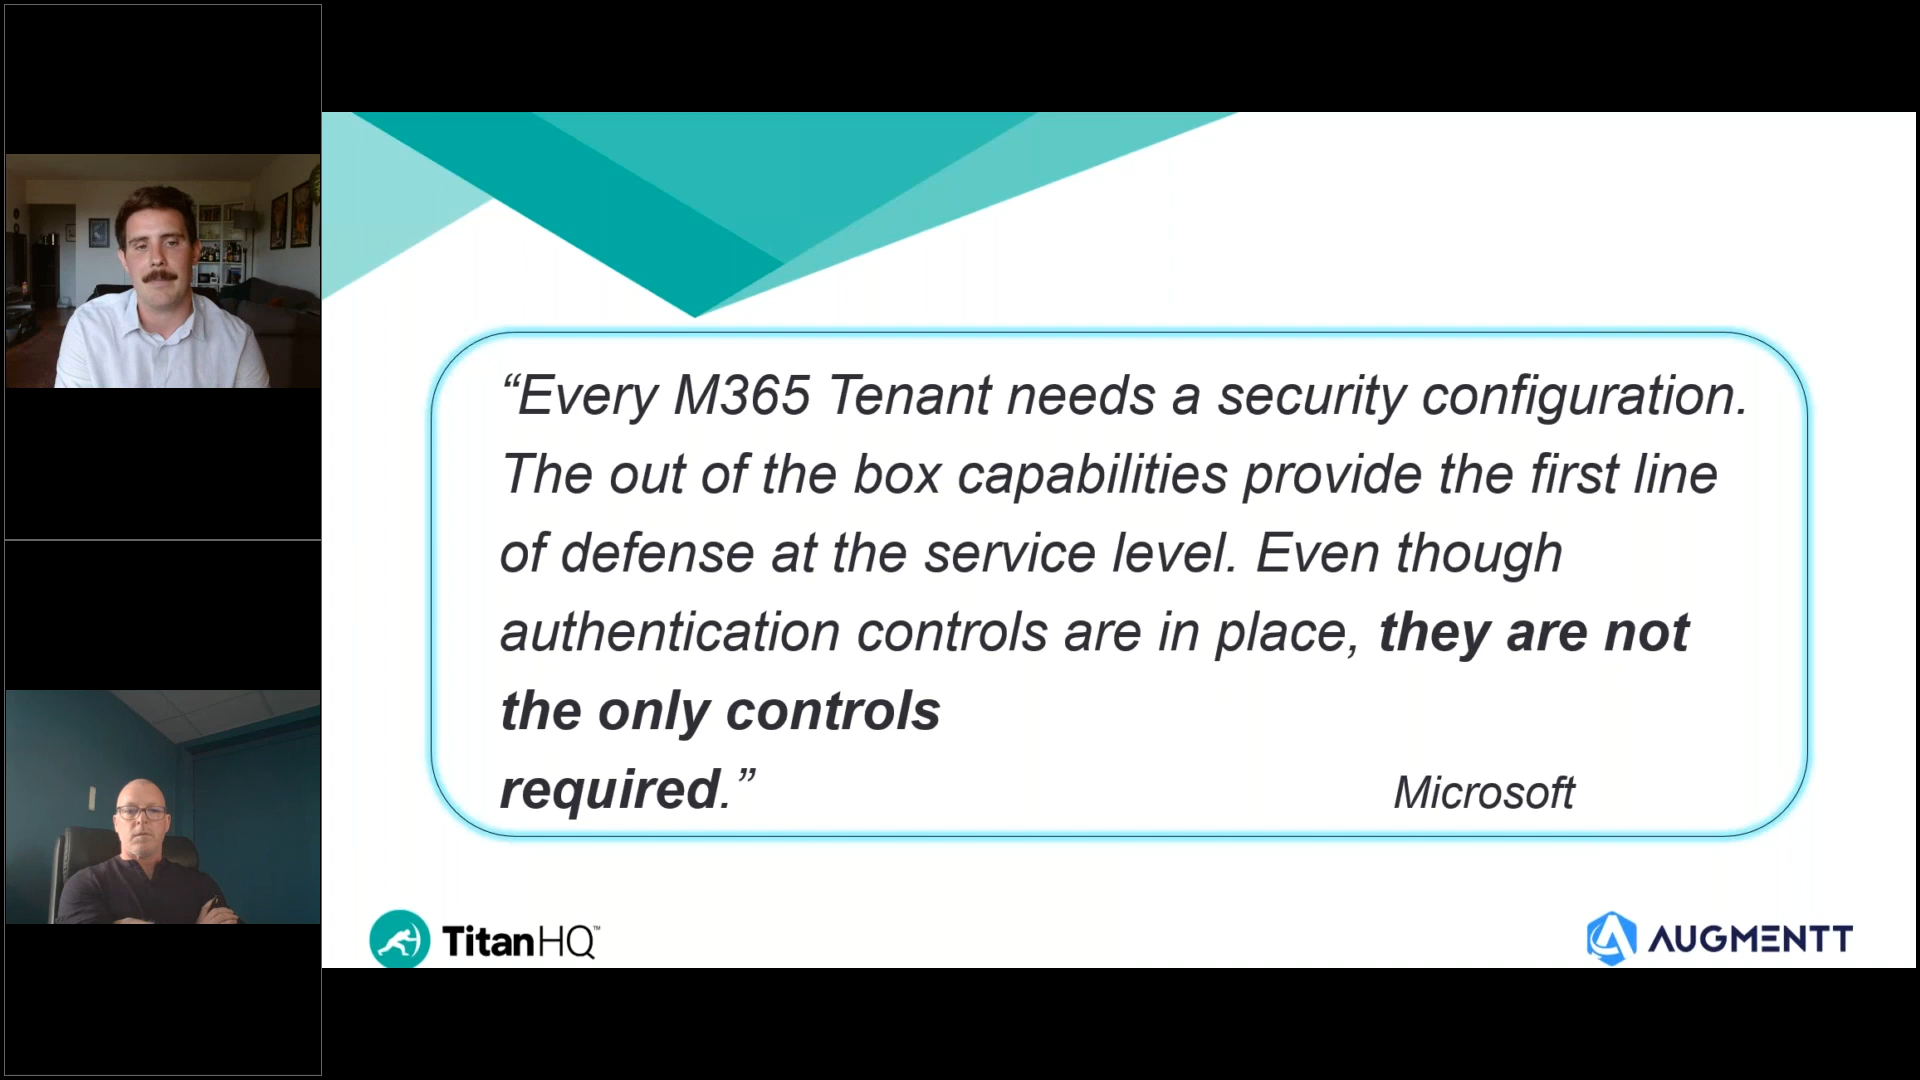 “Every M365 Tenant needs a security configuration.
The out of the box capabilities provide the first line
of defense at the service level. Even though
authentication controls are in place, they are not
the only controls
required.”
Microsoft
TitanHQ™
AUGMENTT